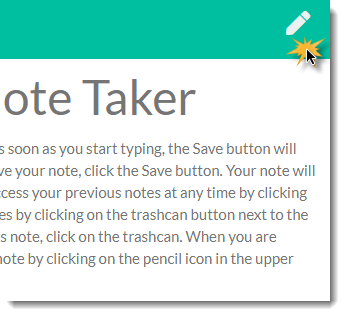 ote Taker
s soon as you start typing, the Save button will
ve your note, click the Save button. Your note will
ccess your previous notes at any time by clicking
es by clicking on the trashcan button next to the
s note, click on the trashcan. When you are
note by clicking on the pencil icon in the upper